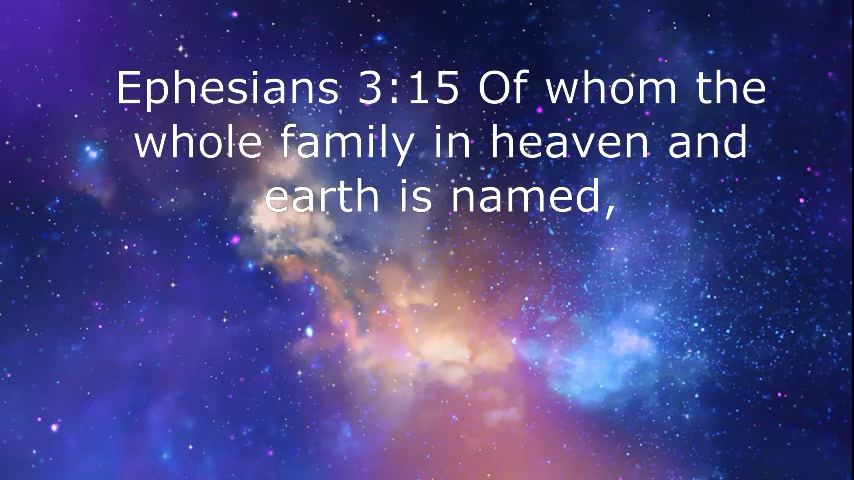 Ephesians 3:15 Of whom the
whole family in heaven and
earth is named,